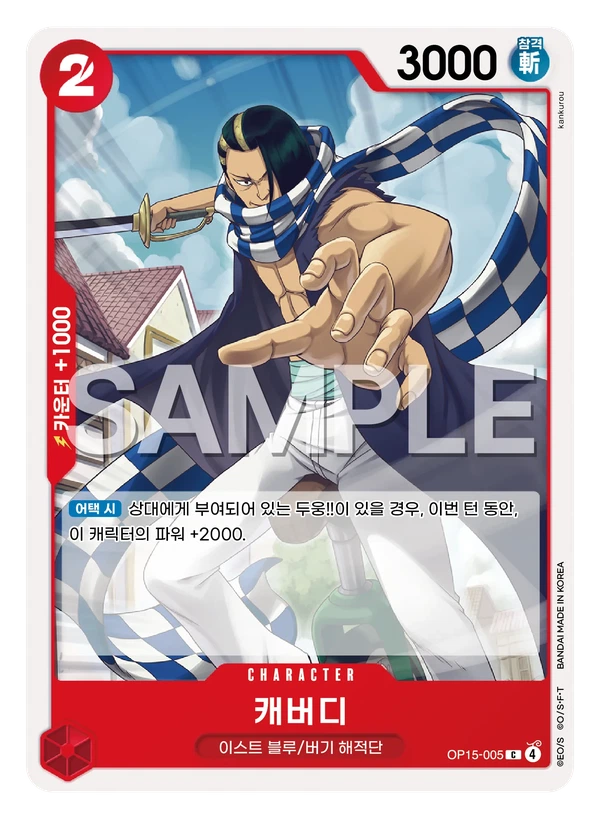 2
3000
참격
斬
kankurou
카운터 +1000
SAMPLE
어택 시 상대에게 부여되어 있는 두웅!!이 있을 경우, 이번 턴 동안,
이 캐릭터의 파워 +2000.
CHARACTER
캐버디
이스트 블루/버기 해적단
OP15-005 C 4
©EO/S ©O/S·F·T BANDAI MADE IN KOREA